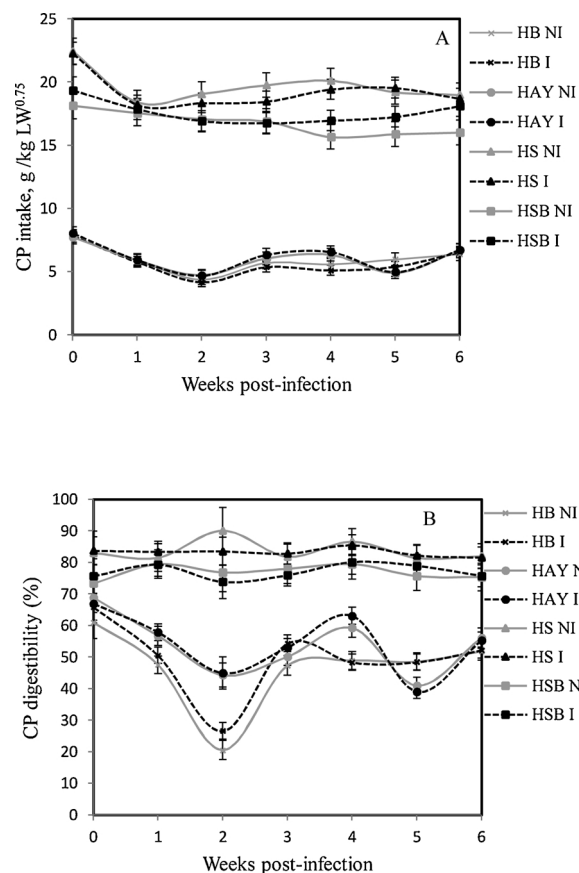 A
CP intake, g /kg LW0.75
25
20
15
10
5
0
0 1 2 3 4 5 6
Weeks post-infection
HB NI
HB I
HAY NI
HAY I
HS NI
HS I
HSB NI
HSB I
B
CP digestibility (%)
100
90
80
70
60
50
40
30
20
10
0
0 1 2 3 4 5 6
Weeks post-infection
HB NI
HB I
HAY N
HAY I
HS NI
HS I
HSB N
HSB I